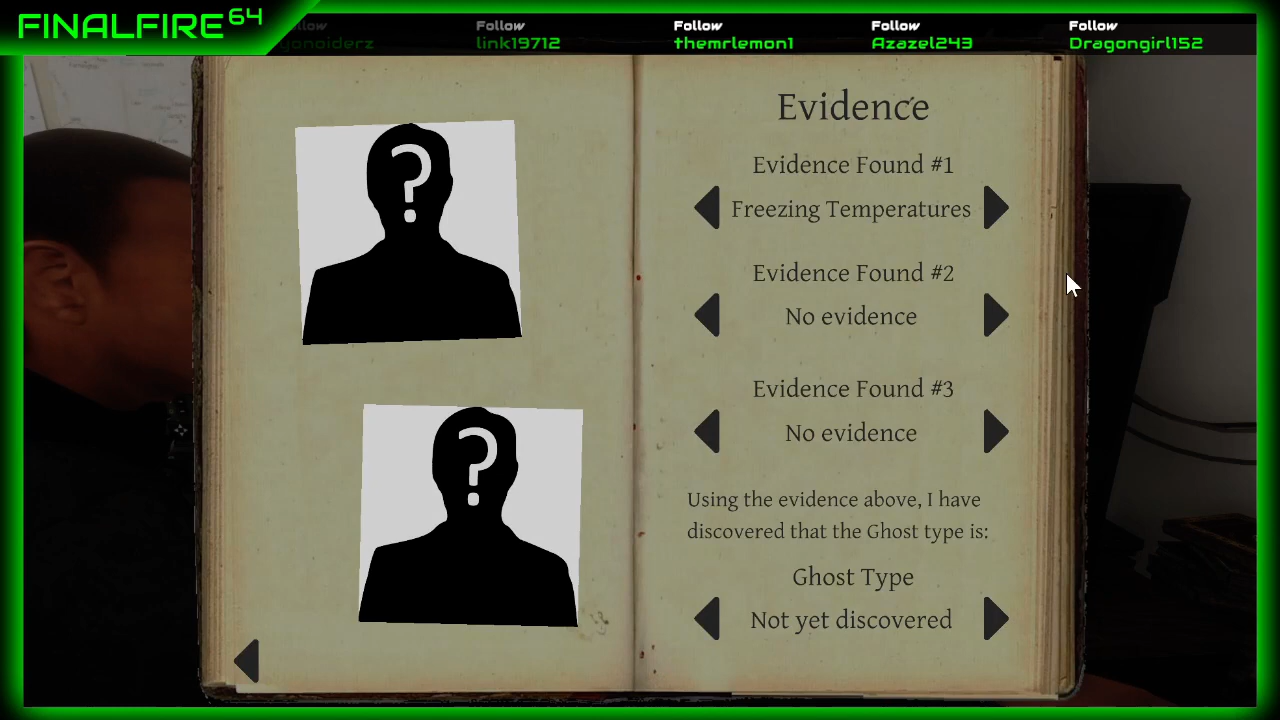 FINALFIRE64
Follow
Follow
Follow
Follow
link19712
themrlemon1
Azazel243
Dragongirl152
?
?
Evidence
Evidence Found #1
Freezing Temperatures
Evidence Found #2
No evidence
Evidence Found #3
No evidence
Using the evidence above, I have
discovered that the Ghost type is:
Ghost Type
Not yet discovered